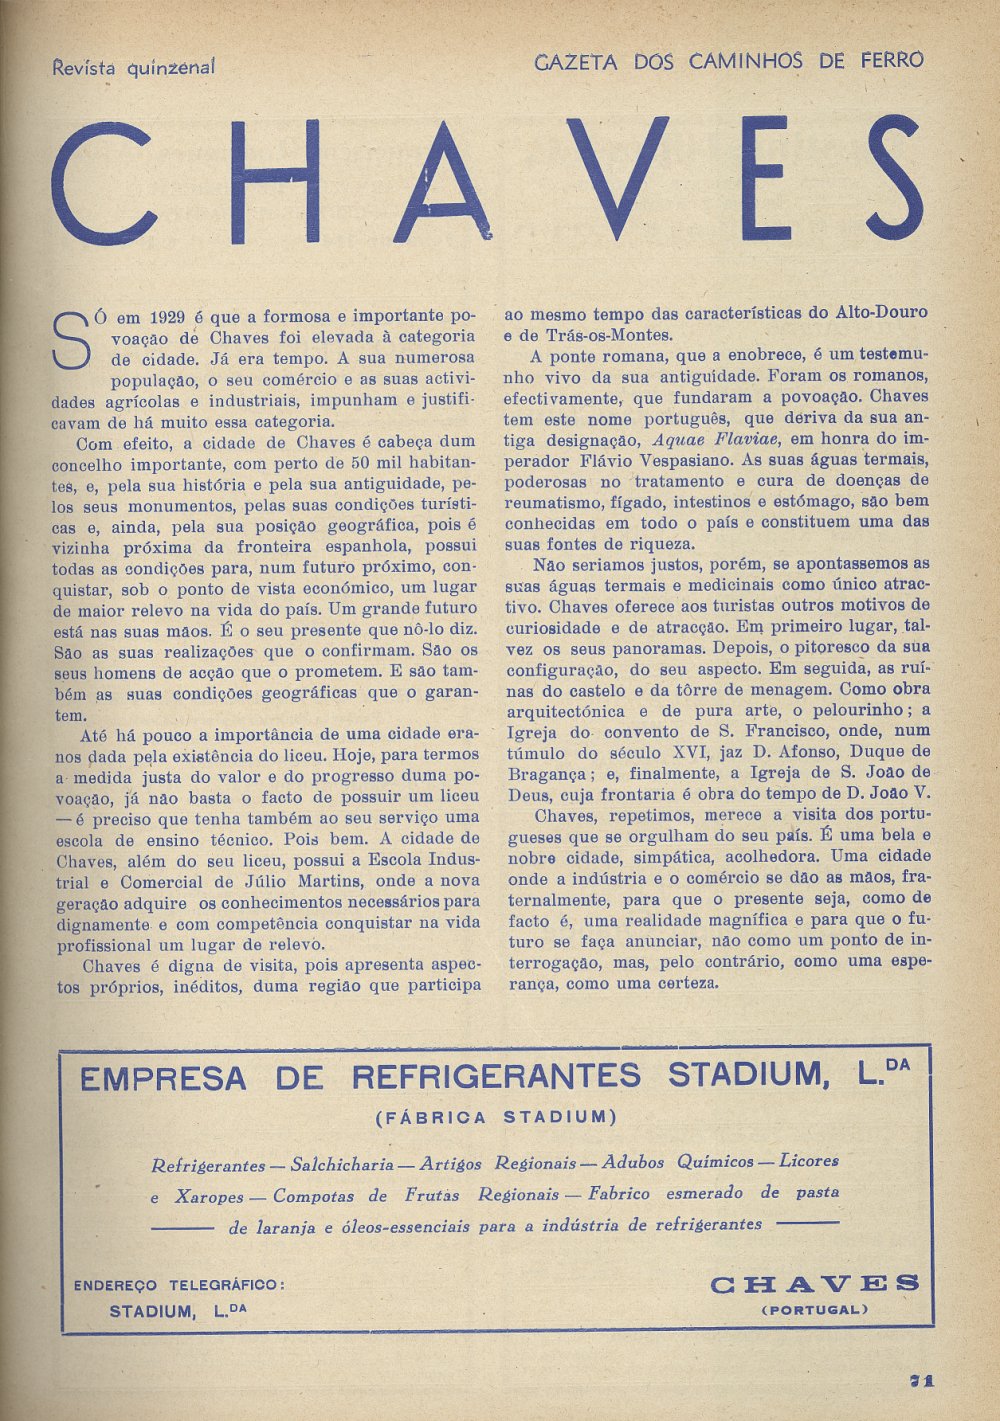 Revista quinzenal
GAZETA DOS CAMINHOS DE FERRO
CHAVES
SÓ em 1929 é que a formosa e importante po-
voação de Chaves foi elevada à categoria
de cidade. Já era tempo. A sua numerosa
população, o seu comércio e as suas activi-
dades agrícolas e industriais, impunham e justifi-
cavam de há muito essa categoria.
Com efeito, a cidade de Chaves é cabeça dum
concelho importante, com perto de 50 mil habitan-
tes, e, pela sua história e pela sua antiguidade, pe-
los seus monumentos, pelas suas condições turísti-
cas e, ainda, pela sua posição geográfica, pois é
vizinha próxima da fronteira espanhola, possui
todas as condições para, num futuro próximo, con-
quistar, sob o ponto de vista económico, um lugar
de maior relevo na vida do país. Um grande futuro
está nas suas mãos. É o seu presente que nô-lo diz.
São as suas realizações que o confirmam. São os
seus homens de acção que o prometem. E são tam-
bém as suas condições geográficas que o garan-
tem.
Até há pouco a importância de uma cidade era-
nos dada pela existência do liceu. Hoje, para termos
a medida justa do valor e do progresso duma po-
voação, já não basta o facto de possuir um liceu
— é preciso que tenha também ao seu serviço uma
escola de ensino técnico. Pois bem. A cidade de
Chaves, além do seu liceu, possui a Escola Indus-
trial e Comercial de Júlio Martins, onde a nova
geração adquire os conhecimentos necessários para
dignamente e com competência conquistar na vida
profissional um lugar de relevo.
Chaves é digna de visita, pois apresenta aspec-
tos próprios, inéditos, duma região que participa
ao mesmo tempo das características do Alto-Douro
e de Trás-os-Montes.
A ponte romana, que a enobrece, é um testemu-
nho vivo da sua antiguidade. Foram os romanos,
efectivamente, que fundaram a povoação. Chaves
tem este nome português, que deriva da sua an-
tiga designação, Aquae Flaviae, em honra do im-
perador Flávio Vespasiano. As suas águas termais,
poderosas no tratamento e cura de doenças de
reumatismo, fígado, intestinos e estómago, são bem
conhecidas em todo o país e constituem uma das
suas fontes de riqueza.
Não seriamos justos, porém, se apontassemos as
suas águas termais e medicinais como único atrac-
tivo. Chaves oferece aos turistas outros motivos de
curiosidade e de atracção. Em primeiro lugar, tal-
vez os seus panoramas. Depois, o pitoresco da sua
configuração, do seu aspecto. Em seguida, as ruí-
nas do castelo e da tôrre de menagem. Como obra
arquitectónica e de pura arte, o pelourinho; a
Igreja do convento de S. Francisco, onde, num
túmulo do século XVI, jaz D. Afonso, Duque de
Bragança; e, finalmente, a Igreja de S. João de
Deus, cuja frontaria é obra do tempo de D. João V.
Chaves, repetimos, merece a visita dos portu-
gueses que se orgulham do seu país. É uma bela e
nobre cidade, simpática, acolhedora. Uma cidade
onde a indústria e o comércio se dão as mãos, fra-
ternalmente, para que o presente seja, como de
facto é, uma realidade magnífica e para que o fu-
turo se faça anunciar, não como um ponto de in-
terrogação, mas, pelo contrário, como uma espe-
rança, como uma certeza.
EMPRESA DE REFRIGERANTES STADIUM, L.DA
(FÁBRICA STADIUM)
Refrigerantes — Salchicharia — Artigos Regionais — Adubos Químicos — Licores
e Xaropes — Compotas de Frutas Regionais — Fabrico esmerado de pasta
de laranja e óleos-essenciais para a indústria de refrigerantes
ENDEREÇO TELEGRÁFICO:
STADIUM, L.DA
CHAVES
(PORTUGAL)
71